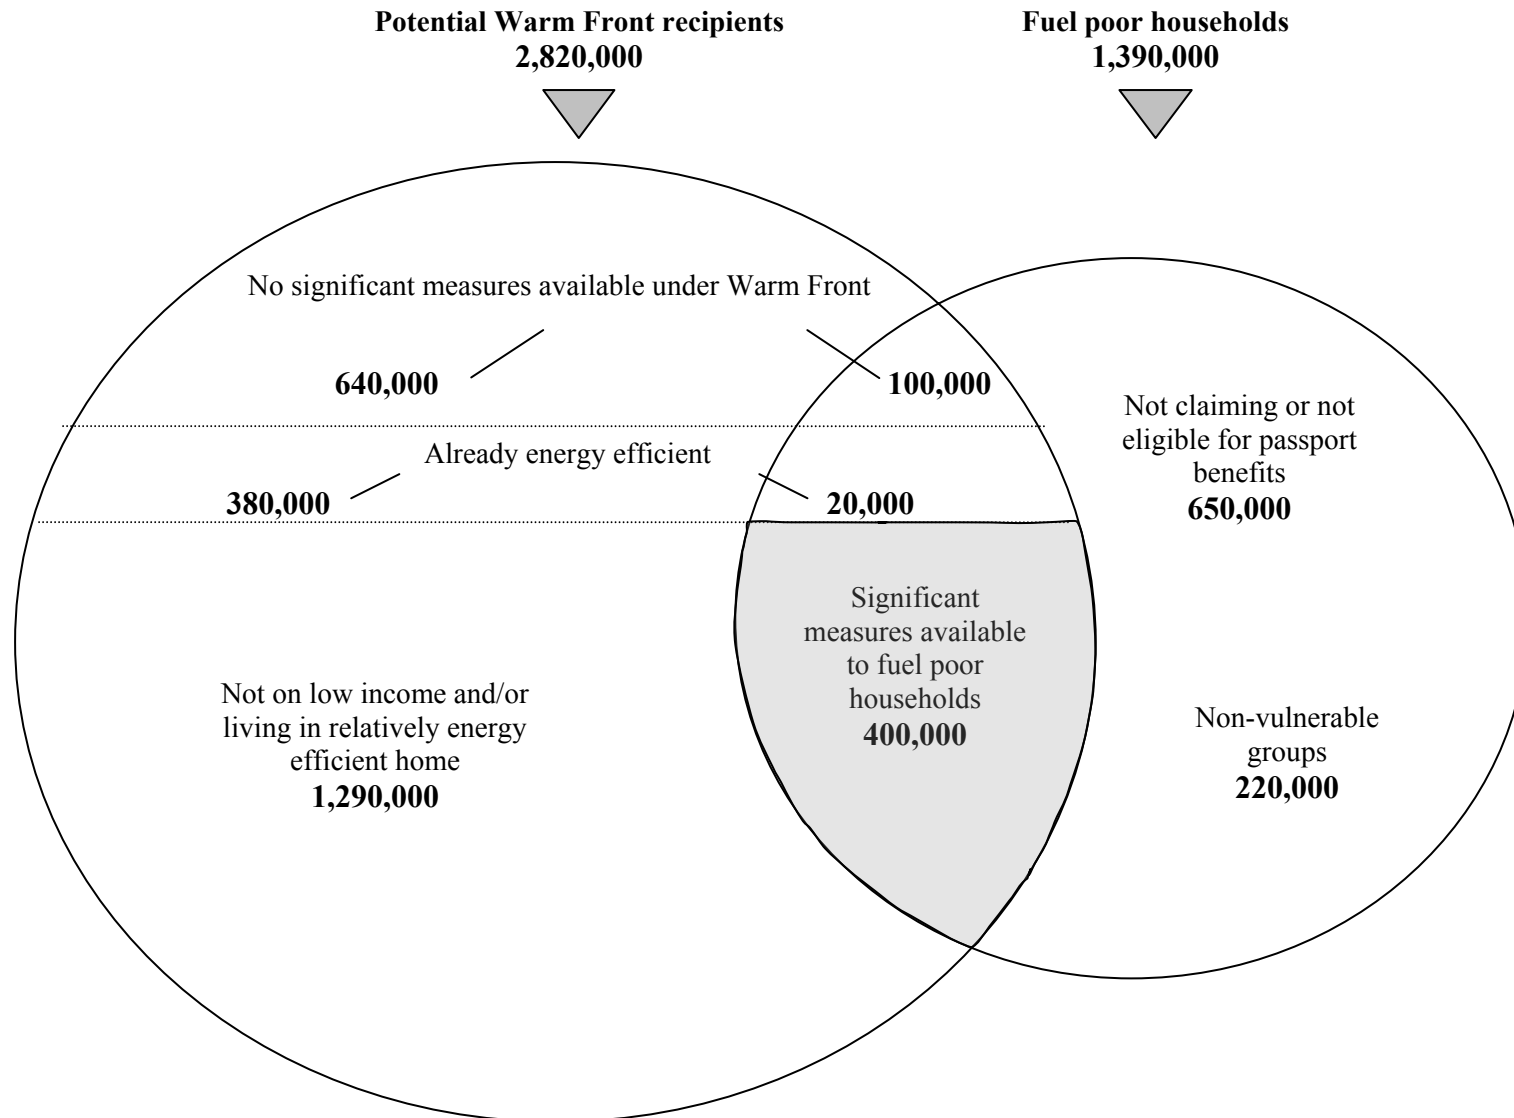 Potential Warm Front recipients
2,820,000
Fuel poor households
1,390,000
No significant measures available under Warm Front
640,000
100,000
Already energy efficient
380,000
20,000
Not claiming or not
eligible for passport
benefits
650,000
Significant
measures available
to fuel poor
households
400,000
Not on low income and/or
living in relatively energy
efficient home
1,290,000
Non-vulnerable
groups
220,000